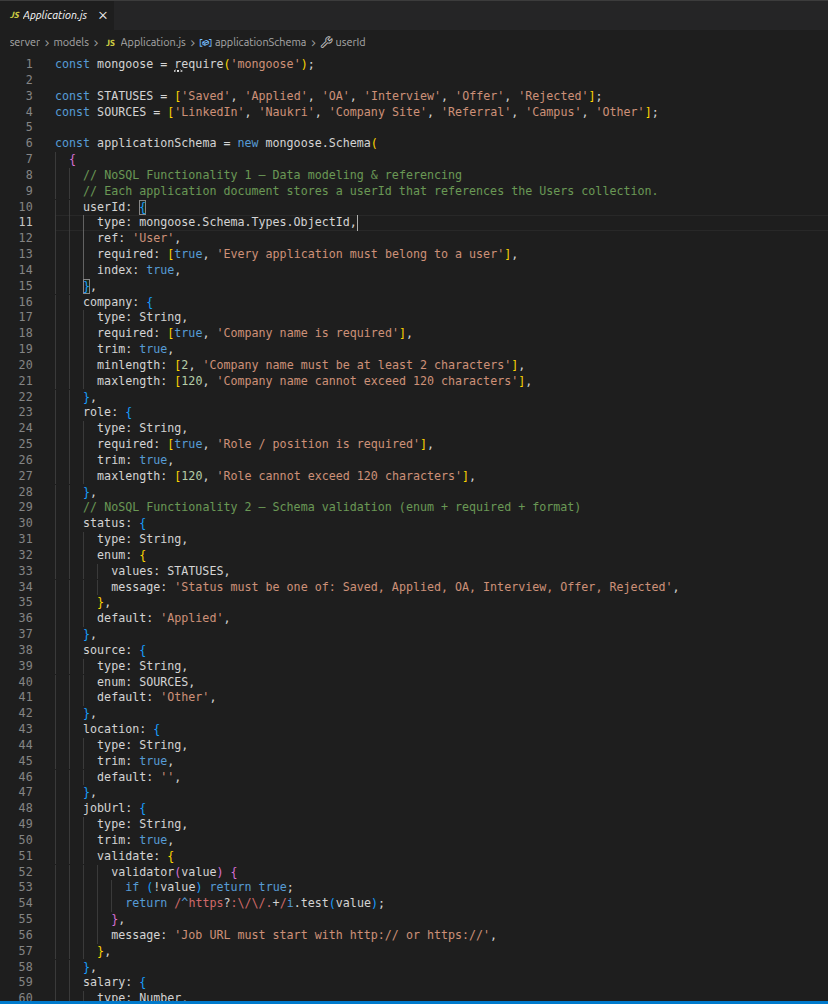 JS Application.js ×
server > models > JS Application.js > applicationSchema > userId
1 const mongoose = require('mongoose');
2
3 const STATUSES = ['Saved', 'Applied', 'OA', 'Interview', 'Offer', 'Rejected'];
4 const SOURCES = ['LinkedIn', 'Naukri', 'Company Site', 'Referral', 'Campus', 'Other'];
5
6 const applicationSchema = new mongoose.Schema(
7   {
8     // NoSQL Functionality 1 — Data modeling & referencing
9     // Each application document stores a userId that references the Users collection.
10     userId: {
11       type: mongoose.Schema.Types.ObjectId,
12       ref: 'User',
13       required: [true, 'Every application must belong to a user'],
14       index: true,
15     },
16     company: {
17       type: String,
18       required: [true, 'Company name is required'],
19       trim: true,
20       minlength: [2, 'Company name must be at least 2 characters'],
21       maxlength: [120, 'Company name cannot exceed 120 characters'],
22     },
23     role: {
24       type: String,
25       required: [true, 'Role / position is required'],
26       trim: true,
27       maxlength: [120, 'Role cannot exceed 120 characters'],
28     },
29     // NoSQL Functionality 2 — Schema validation (enum + required + format)
30     status: {
31       type: String,
32       enum: {
33         values: STATUSES,
34         message: 'Status must be one of: Saved, Applied, OA, Interview, Offer, Rejected',
35       },
36       default: 'Applied',
37     },
38     source: {
39       type: String,
40       enum: SOURCES,
41       default: 'Other',
42     },
43     location: {
44       type: String,
45       trim: true,
46       default: '',
47     },
48     jobUrl: {
49       type: String,
50       trim: true,
51       validate: {
52         validator(value) {
53           if (!value) return true;
54           return /^https?:\/\/.+/i.test(value);
55         },
56         message: 'Job URL must start with http:// or https://',
57       },
58     },
59     salary: {
60       type: Number,